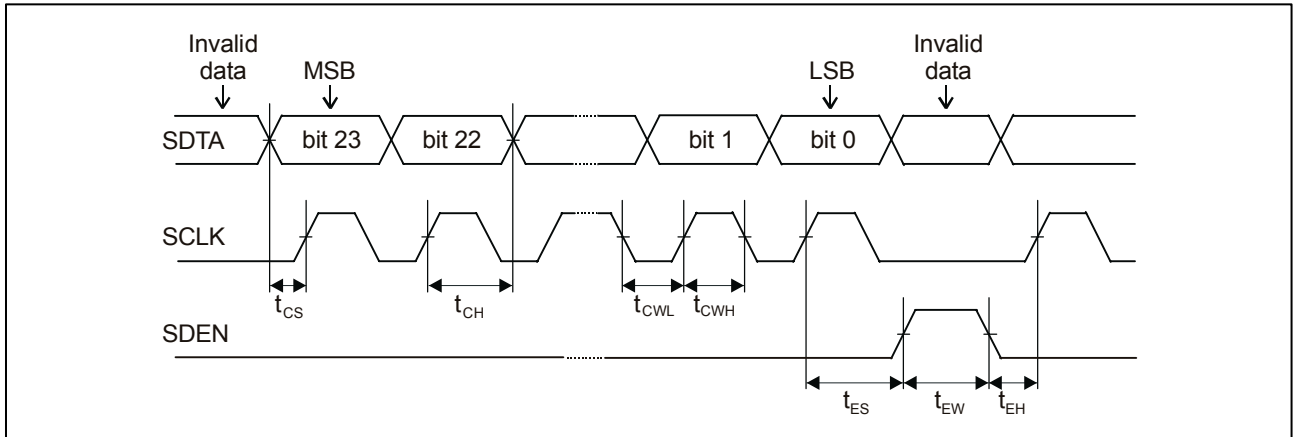 Invalid
data
MSB
LSB
Invalid
data
SDTA
bit 23
bit 22
bit 1
bit 0
SCLK
tCS
tCH
tCWL
tCWH
SDEN
tES
tEW
tEH